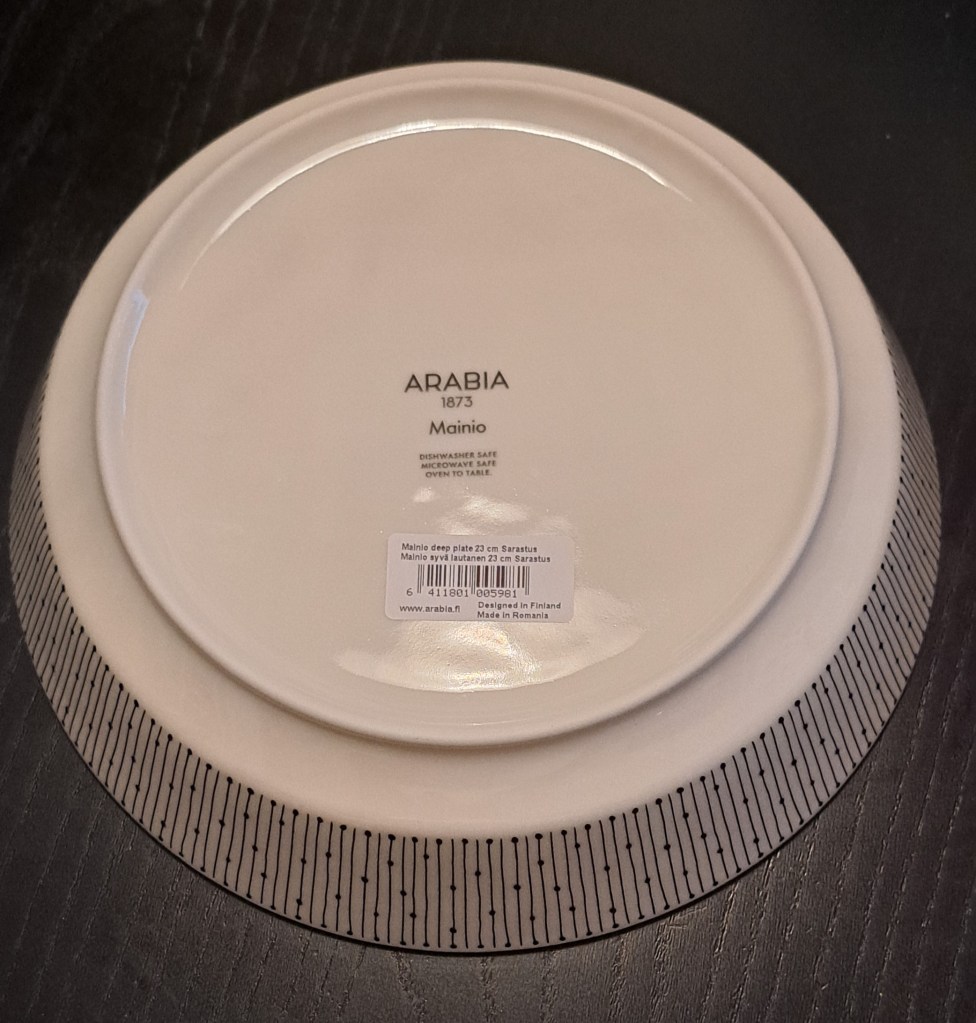 ARABIA
1873
Mainio
DISHWASHER SAFE
MICROWAVE SAFE
OVEN TO TABLE.
Mainio deep plate 23 cm Sarastus
Mainio syvä lautanen 23 cm Sarastus
6 411801 005981
www.arabia.fi Designed in Finland
Made in Romania